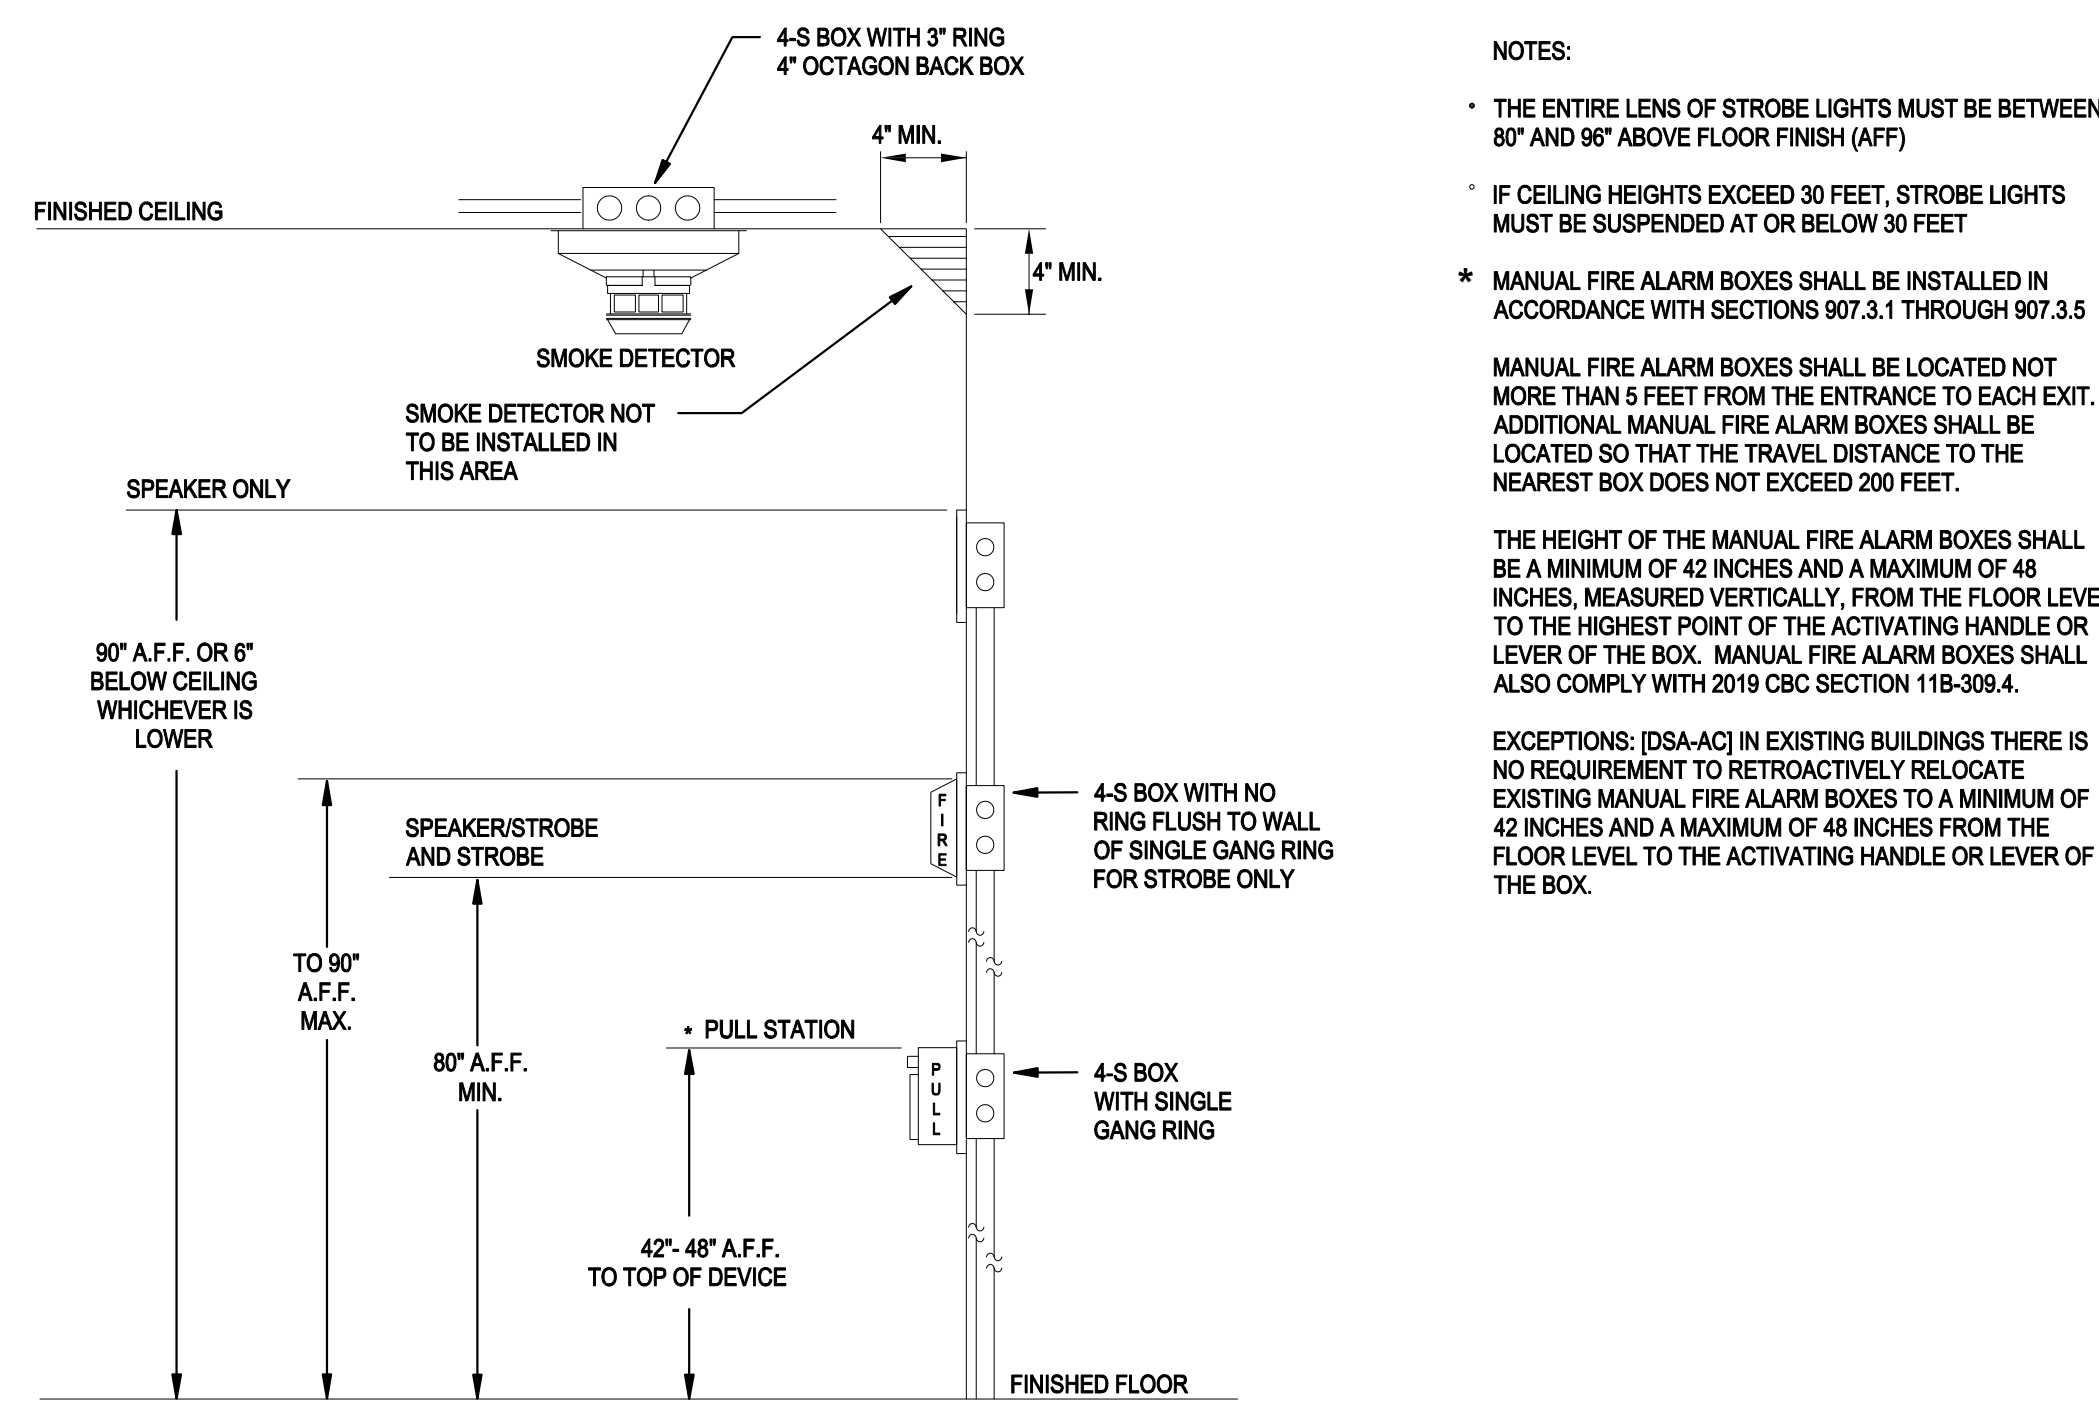 4-S BOX WITH 3" RING
4" OCTAGON BACK BOX
4" MIN.
FINISHED CEILING
4" MIN.
SMOKE DETECTOR
SMOKE DETECTOR NOT
TO BE INSTALLED IN
THIS AREA
SPEAKER ONLY
90" A.F.F. OR 6"
BELOW CEILING
WHICHEVER IS
LOWER
SPEAKER/STROBE
AND STROBE
F
I
R
E
4-S BOX WITH NO
RING FLUSH TO WALL
OF SINGLE GANG RING
FOR STROBE ONLY
TO 90"
A.F.F.
MAX.
80" A.F.F.
MIN.
* PULL STATION
P
U
L
L
4-S BOX
WITH SINGLE
GANG RING
42"- 48" A.F.F.
TO TOP OF DEVICE
FINISHED FLOOR
NOTES:
° THE ENTIRE LENS OF STROBE LIGHTS MUST BE BETWEEN
80" AND 96" ABOVE FLOOR FINISH (AFF)
° IF CEILING HEIGHTS EXCEED 30 FEET, STROBE LIGHTS
MUST BE SUSPENDED AT OR BELOW 30 FEET
* MANUAL FIRE ALARM BOXES SHALL BE INSTALLED IN
ACCORDANCE WITH SECTIONS 907.3.1 THROUGH 907.3.5
MANUAL FIRE ALARM BOXES SHALL BE LOCATED NOT
MORE THAN 5 FEET FROM THE ENTRANCE TO EACH EXIT.
ADDITIONAL MANUAL FIRE ALARM BOXES SHALL BE
LOCATED SO THAT THE TRAVEL DISTANCE TO THE
NEAREST BOX DOES NOT EXCEED 200 FEET.
THE HEIGHT OF THE MANUAL FIRE ALARM BOXES SHALL
BE A MINIMUM OF 42 INCHES AND A MAXIMUM OF 48
INCHES, MEASURED VERTICALLY, FROM THE FLOOR LEVE
TO THE HIGHEST POINT OF THE ACTIVATING HANDLE OR
LEVER OF THE BOX. MANUAL FIRE ALARM BOXES SHALL
ALSO COMPLY WITH 2019 CBC SECTION 11B-309.4.
EXCEPTIONS: [DSA-AC] IN EXISTING BUILDINGS THERE IS
NO REQUIREMENT TO RETROACTIVELY RELOCATE
EXISTING MANUAL FIRE ALARM BOXES TO A MINIMUM OF
42 INCHES AND A MAXIMUM OF 48 INCHES FROM THE
FLOOR LEVEL TO THE ACTIVATING HANDLE OR LEVER OF
THE BOX.